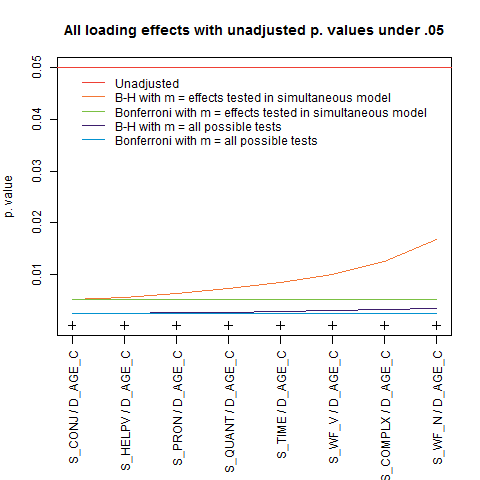 All loading effects with unadjusted p. values under .05
p. value
0.05
0.04
0.03
0.02
0.01
Unadjusted
B-H with m = effects tested in simultaneous model
Bonferroni with m = effects tested in simultaneous model
B-H with m = all possible tests
Bonferroni with m = all possible tests
S_CONJ / D_AGE_C
S_HELPV / D_AGE_C
S_PRON / D_AGE_C
S_QUANT / D_AGE_C
S_TIME / D_AGE_C
S_WF_V / D_AGE_C
S_COMPLX / D_AGE_C
S_WF_N / D_AGE_C